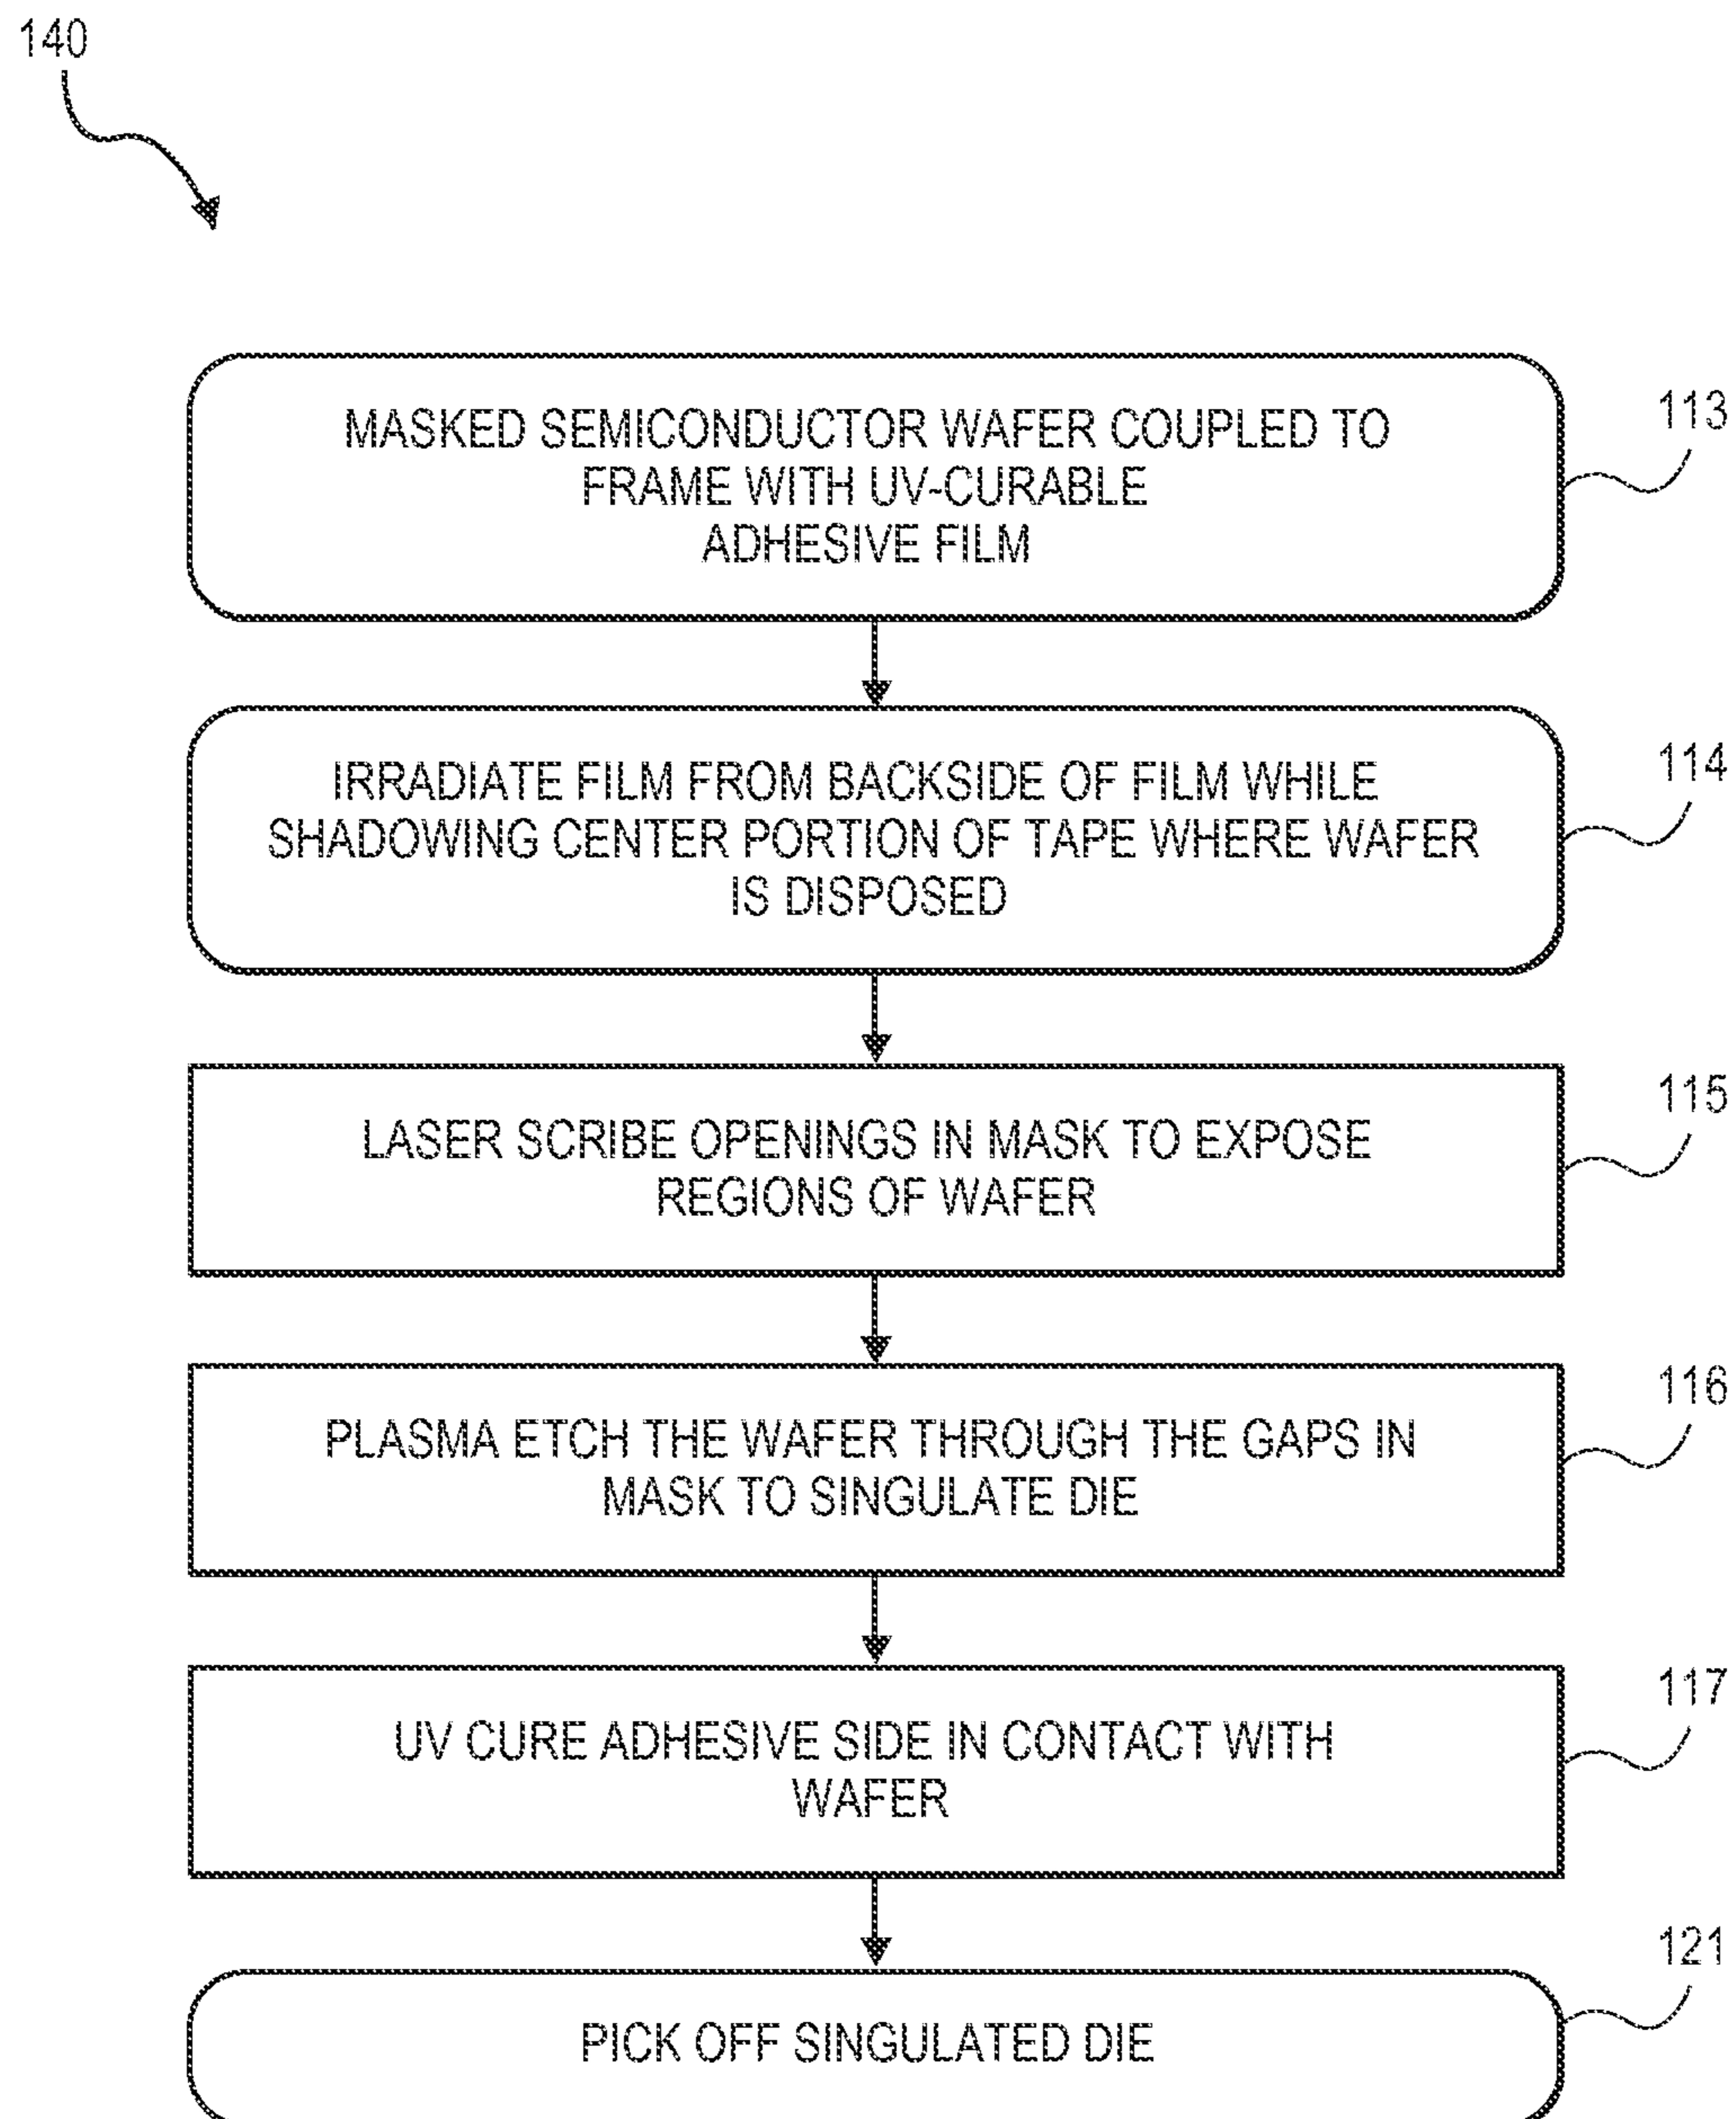 140
MASKED SEMICONDUCTOR WAFER COUPLED TO
FRAME WITH UV-CURABLE
ADHESIVE FILM
113
IRRADIATE FILM FROM BACKSIDE OF FILM WHILE
SHADOWING CENTER PORTION OF TAPE WHERE WAFER
IS DISPOSED
114
LASER SCRIBE OPENINGS IN MASK TO EXPOSE
REGIONS OF WAFER
115
PLASMA ETCH THE WAFER THROUGH THE GAPS IN
MASK TO SINGULATE DIE
116
UV CURE ADHESIVE SIDE IN CONTACT WITH
WAFER
117
PICK OFF SINGULATED DIE
121